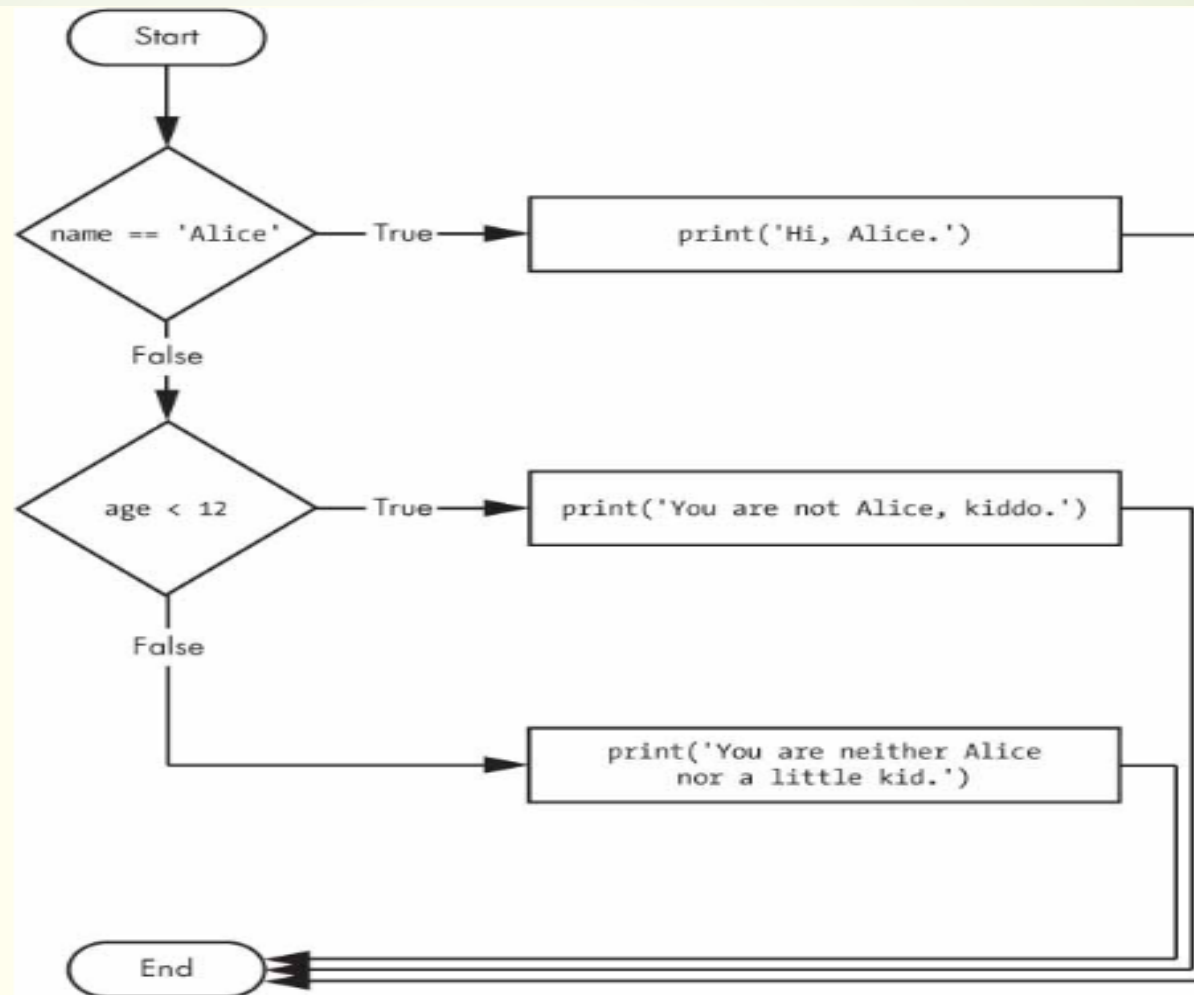 Start
name == 'Alice'
True
print('Hi, Alice.')
False
age < 12
True
print('You are not Alice, kiddo.')
False
print('You are neither Alice
nor a little kid.')
End